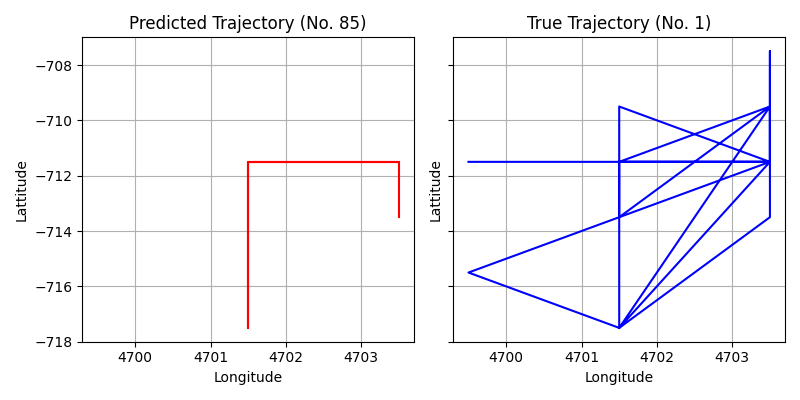 Predicted Trajectory (No. 85)
−708
−710
−712
−714
−716
−718
Lattitude
4700 4701 4702 4703
Longitude
True Trajectory (No. 1)
Lattitude
4700 4701 4702 4703
Longitude